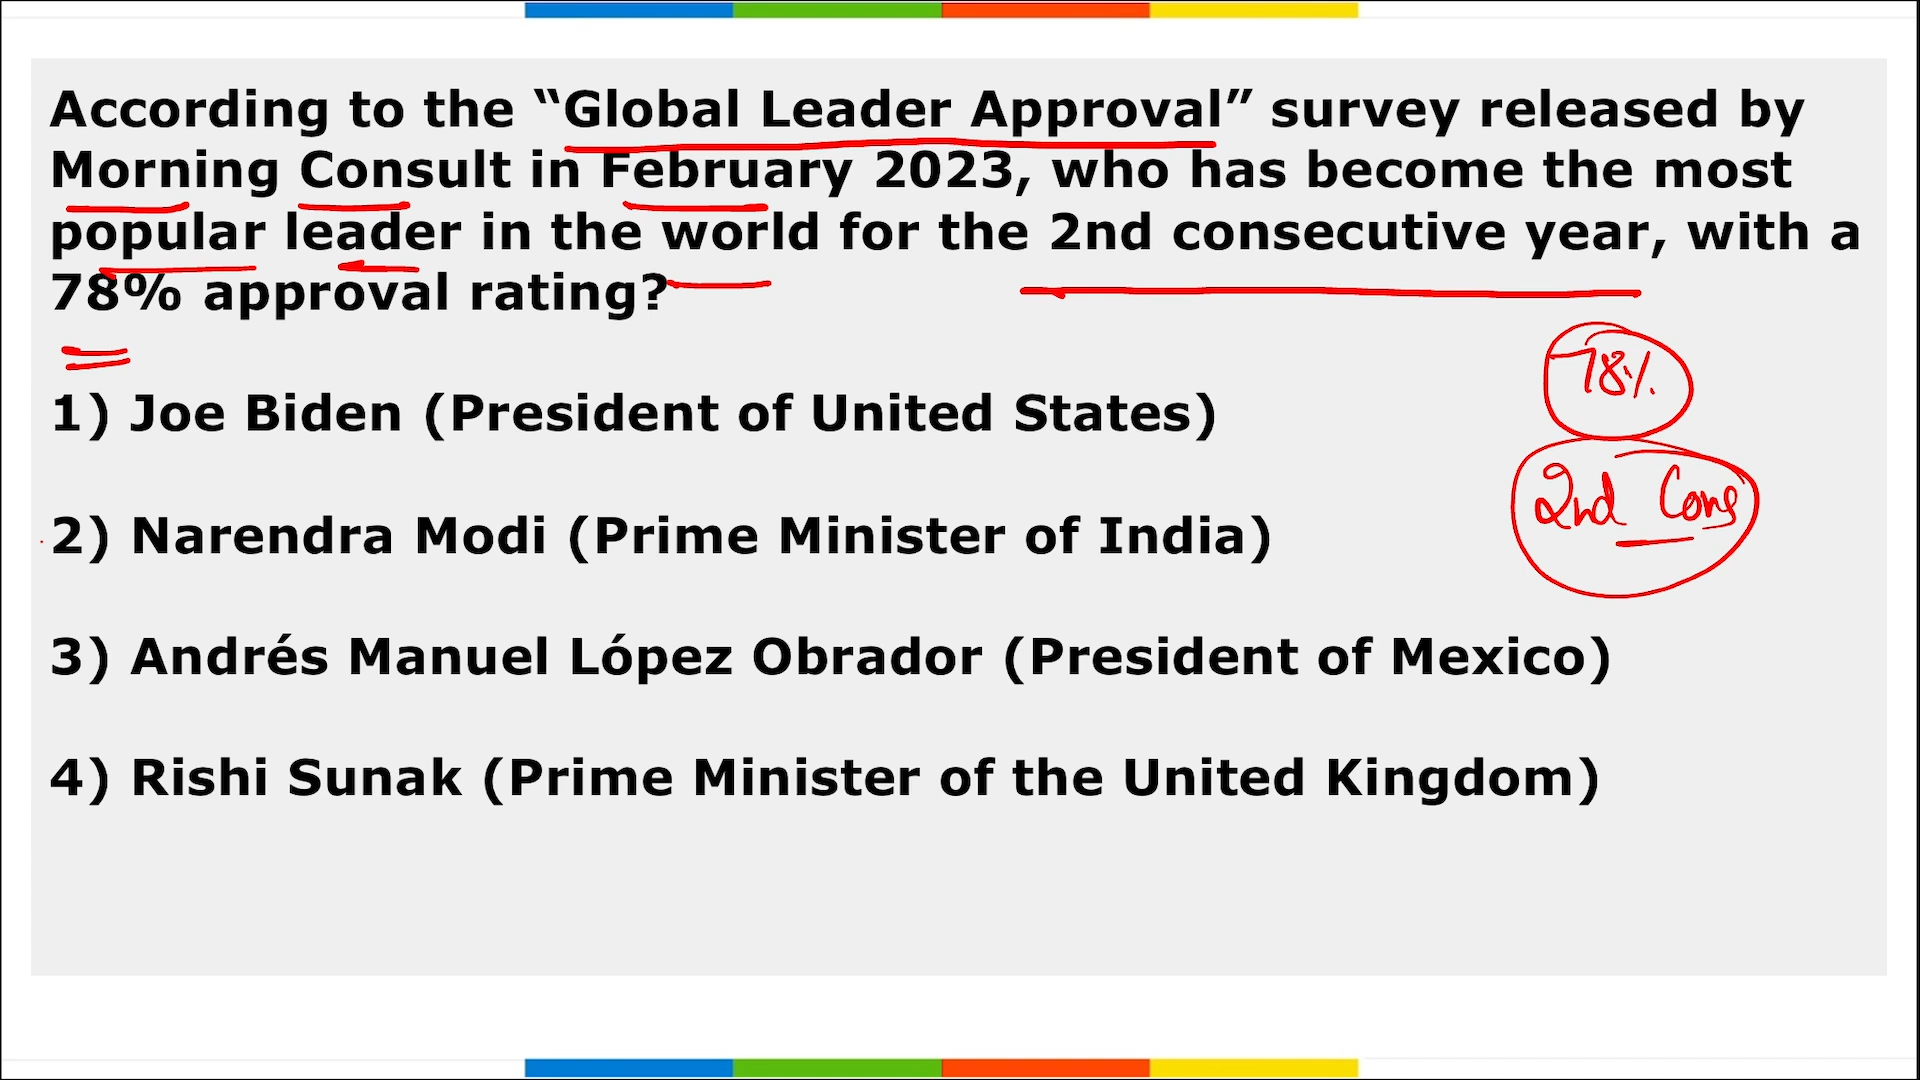 According to the “Global Leader Approval” survey released by
Morning Consult in February 2023, who has become the most
popular leader in the world for the 2nd consecutive year, with a
78% approval rating?
78%
1) Joe Biden (President of United States)
2nd Cons
2) Narendra Modi (Prime Minister of India)
3) Andrés Manuel López Obrador (President of Mexico)
4) Rishi Sunak (Prime Minister of the United Kingdom)